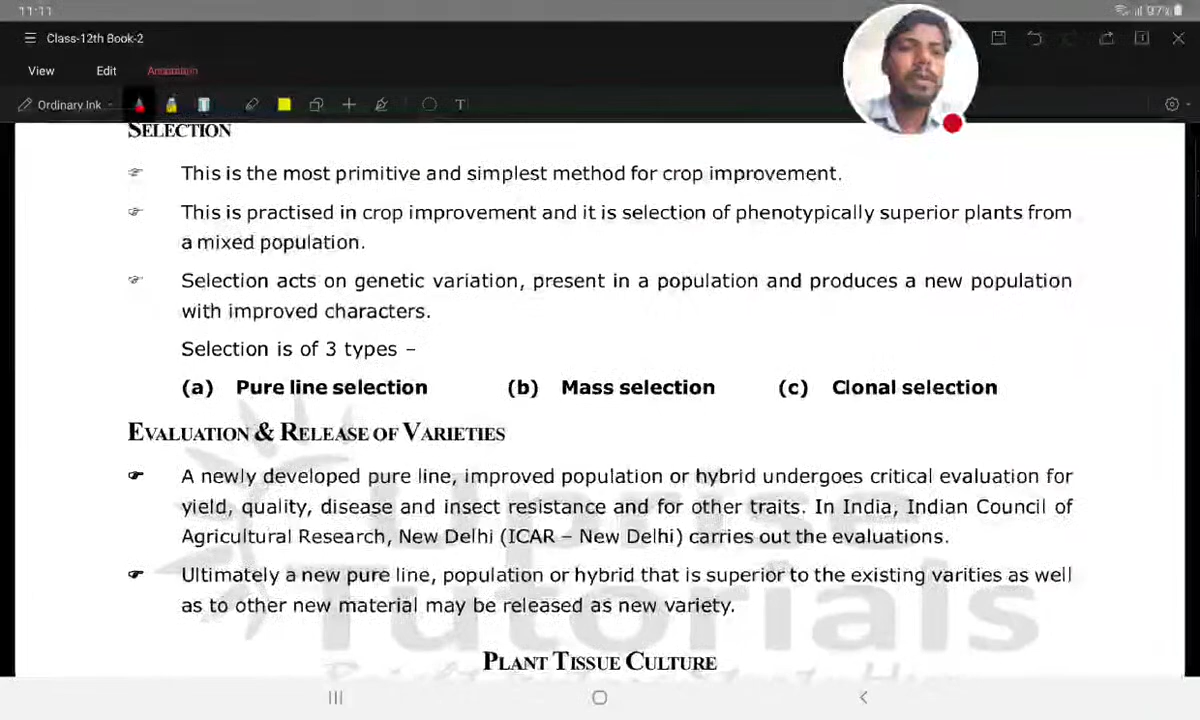 11:11
97%
Class-12th Book-2
View Edit Annotation
Ordinary Ink T
SELECTION
This is the most primitive and simplest method for crop improvement.
This is practised in crop improvement and it is selection of phenotypically superior plants from
a mixed population.
Selection acts on genetic variation, present in a population and produces a new population
with improved characters.
Selection is of 3 types –
(a) Pure line selection (b) Mass selection (c) Clonal selection
EVALUATION & RELEASE OF VARIETIES
A newly developed pure line, improved population or hybrid undergoes critical evaluation for
yield, quality, disease and insect resistance and for other traits. In India, Indian Council of
Agricultural Research, New Delhi (ICAR – New Delhi) carries out the evaluations.
Ultimately a new pure line, population or hybrid that is superior to the existing varities as well
as to other new material may be released as new variety.
Uprise
Tutorials
PLANT TISSUE CULTURE